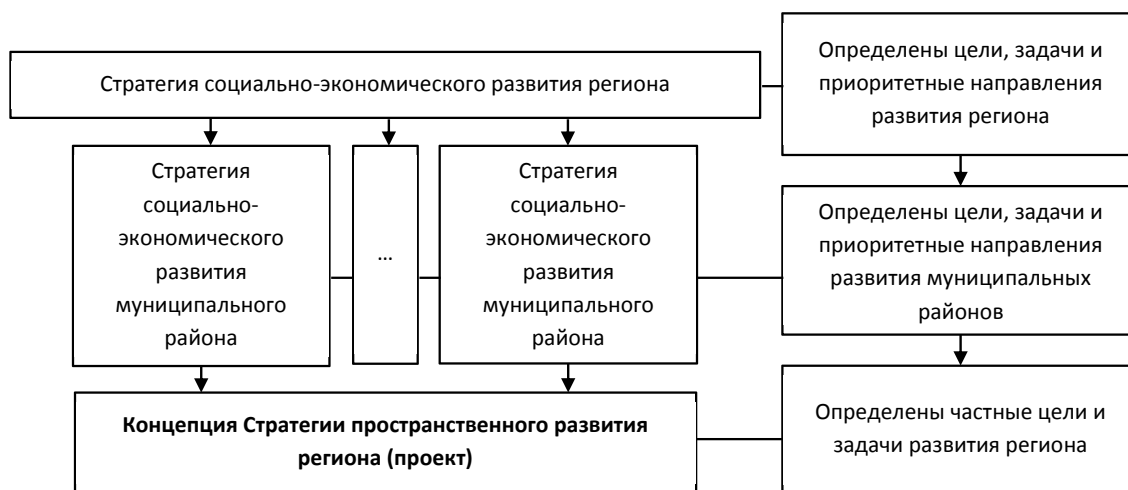 Стратегия социально-экономического развития региона
Определены цели, задачи и
приоритетные направления
развития региона
Стратегия
социально-
экономического
развития
муниципального
района
...
Стратегия
социально-
экономического
развития
муниципального
района
Определены цели, задачи и
приоритетные направления
развития муниципальных
районов
Концепция Стратегии пространственного развития
региона (проект)
Определены частные цели и
задачи развития региона